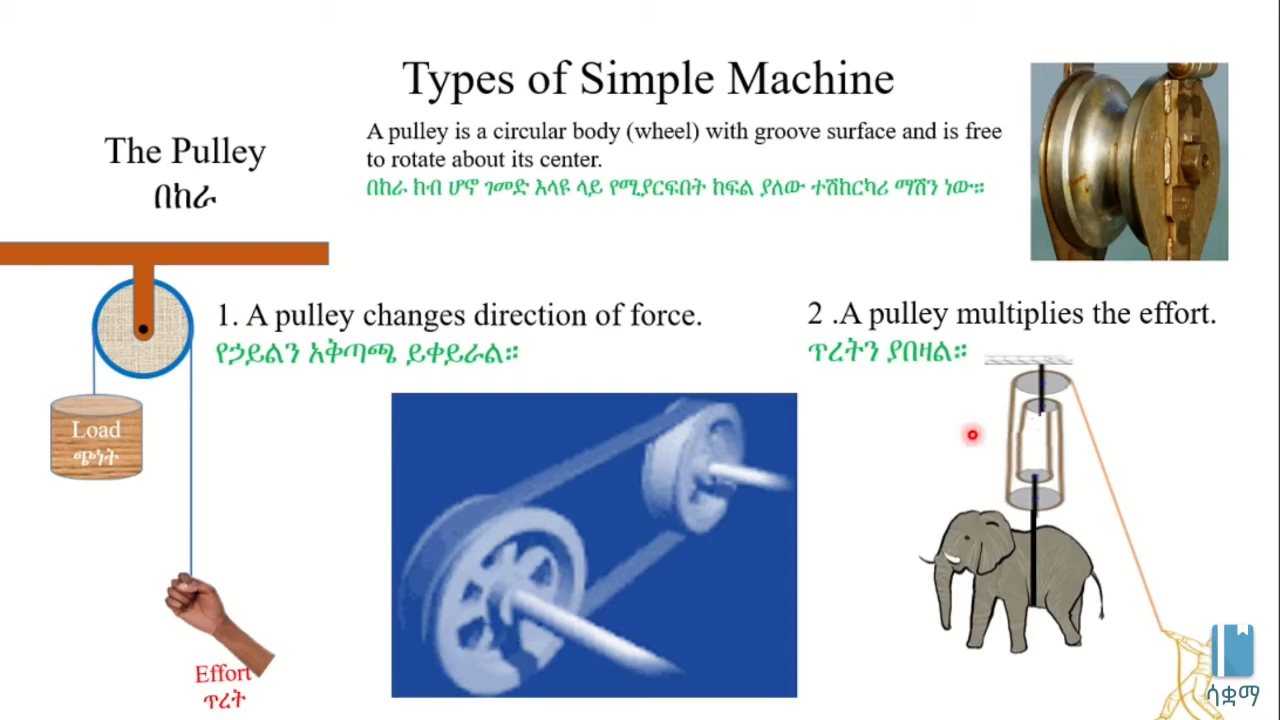 Types of Simple Machine
The Pulley
በከራ
A pulley is a circular body (wheel) with groove surface and is free
to rotate about its center.
በከራ ክብ ሆኖ ገመድ እላዩ ላይ የሚያርፍበት ክፍል ያለው ተሽከርካሪ ማሽን ነው።
1. A pulley changes direction of force.
የኃይልን አቅጣጫ ይቀይራል።
2 .A pulley multiplies the effort.
ጥረትን ያበዛል።
Load
ጭነት
Effort
ጥረት
ሳቋማ